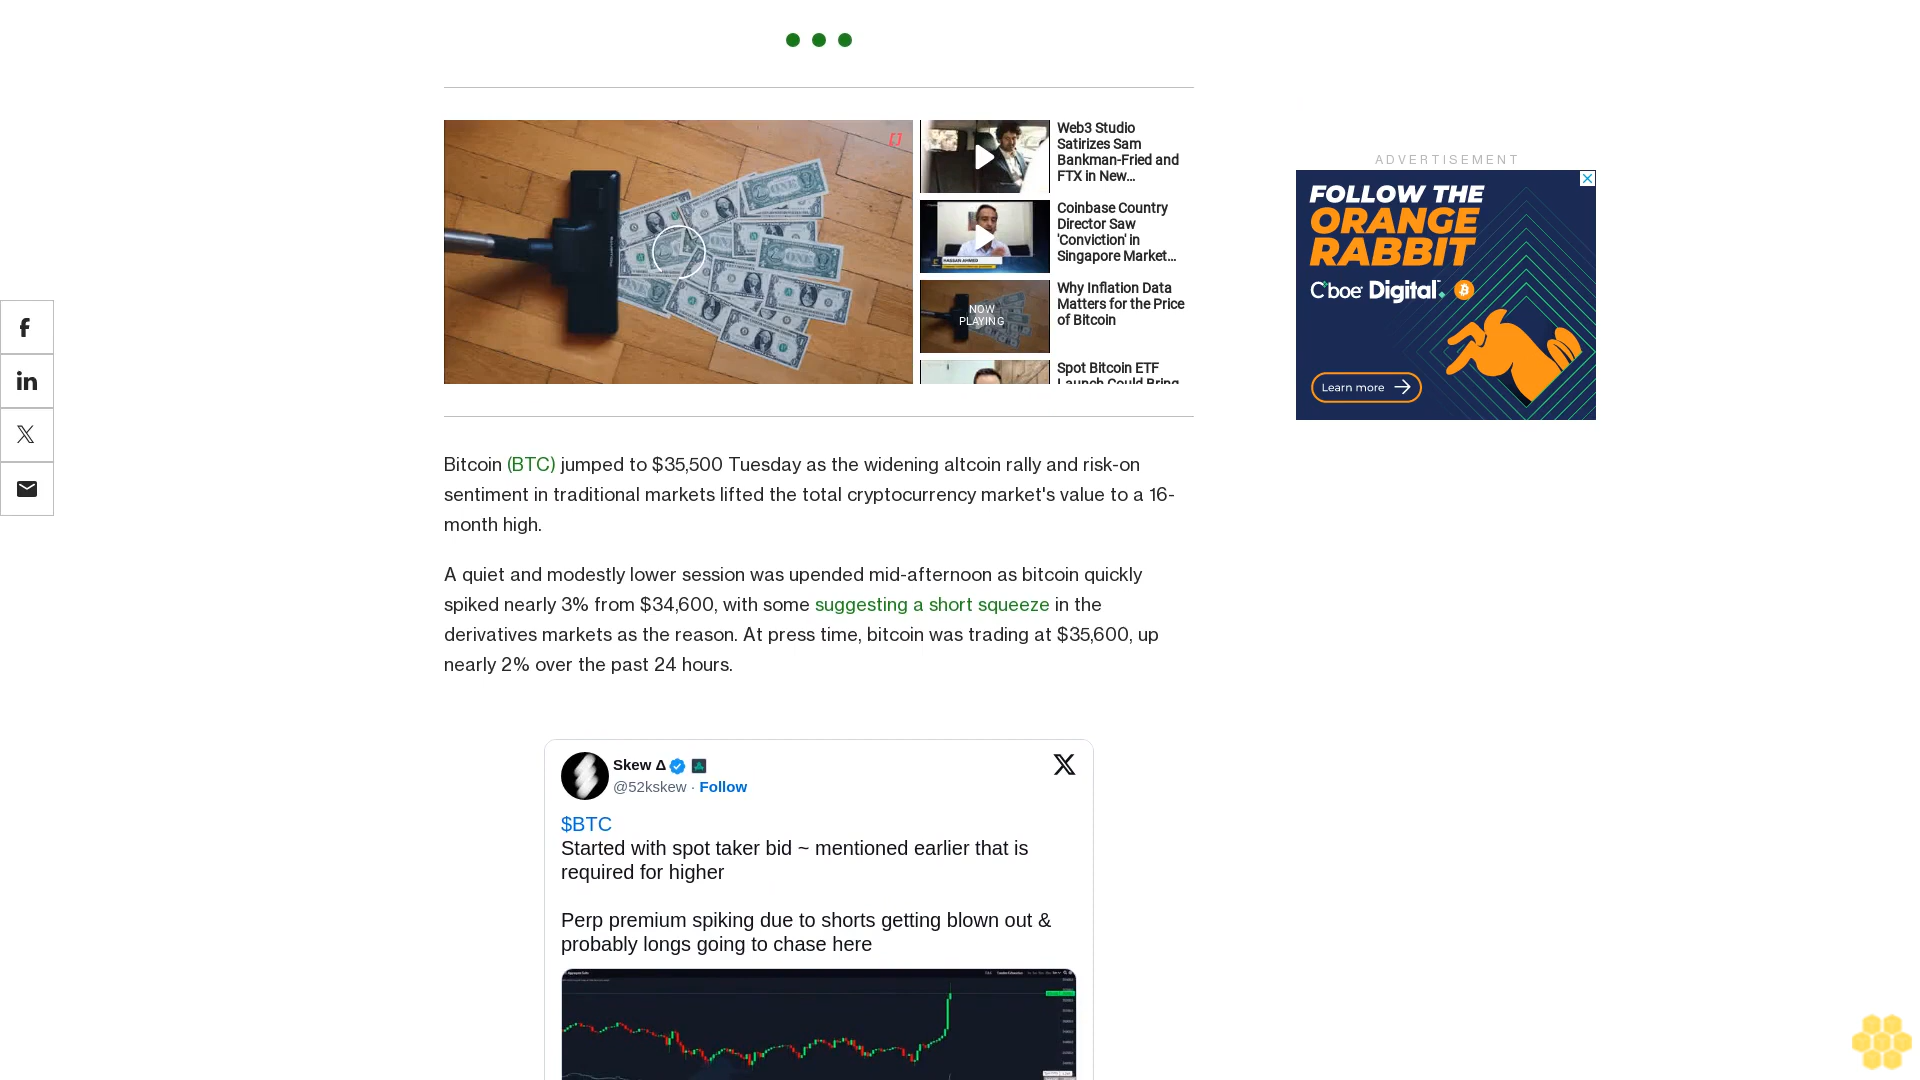 Web3 Studio
Satirizes Sam
Bankman-Fried and
FTX in New...
Coinbase Country
Director Saw
'Conviction' in
Singapore Market...
HASSAN AHMED
NOW
PLAYING
Why Inflation Data
Matters for the Price
of Bitcoin
Spot Bitcoin ETF
Launch Could Bring
ADVERTISEMENT
FOLLOW THE
ORANGE
RABBIT
Cboe Digital
Learn more
Bitcoin (BTC) jumped to $35,500 Tuesday as the widening altcoin rally and risk-on
sentiment in traditional markets lifted the total cryptocurrency market's value to a 16-
month high.
A quiet and modestly lower session was upended mid-afternoon as bitcoin quickly
spiked nearly 3% from $34,600, with some suggesting a short squeeze in the
derivatives markets as the reason. At press time, bitcoin was trading at $35,600, up
nearly 2% over the past 24 hours.
Skew Δ
@52kskew · Follow
$BTC
Started with spot taker bid ~ mentioned earlier that is
required for higher
Perp premium spiking due to shorts getting blown out &
probably longs going to chase here